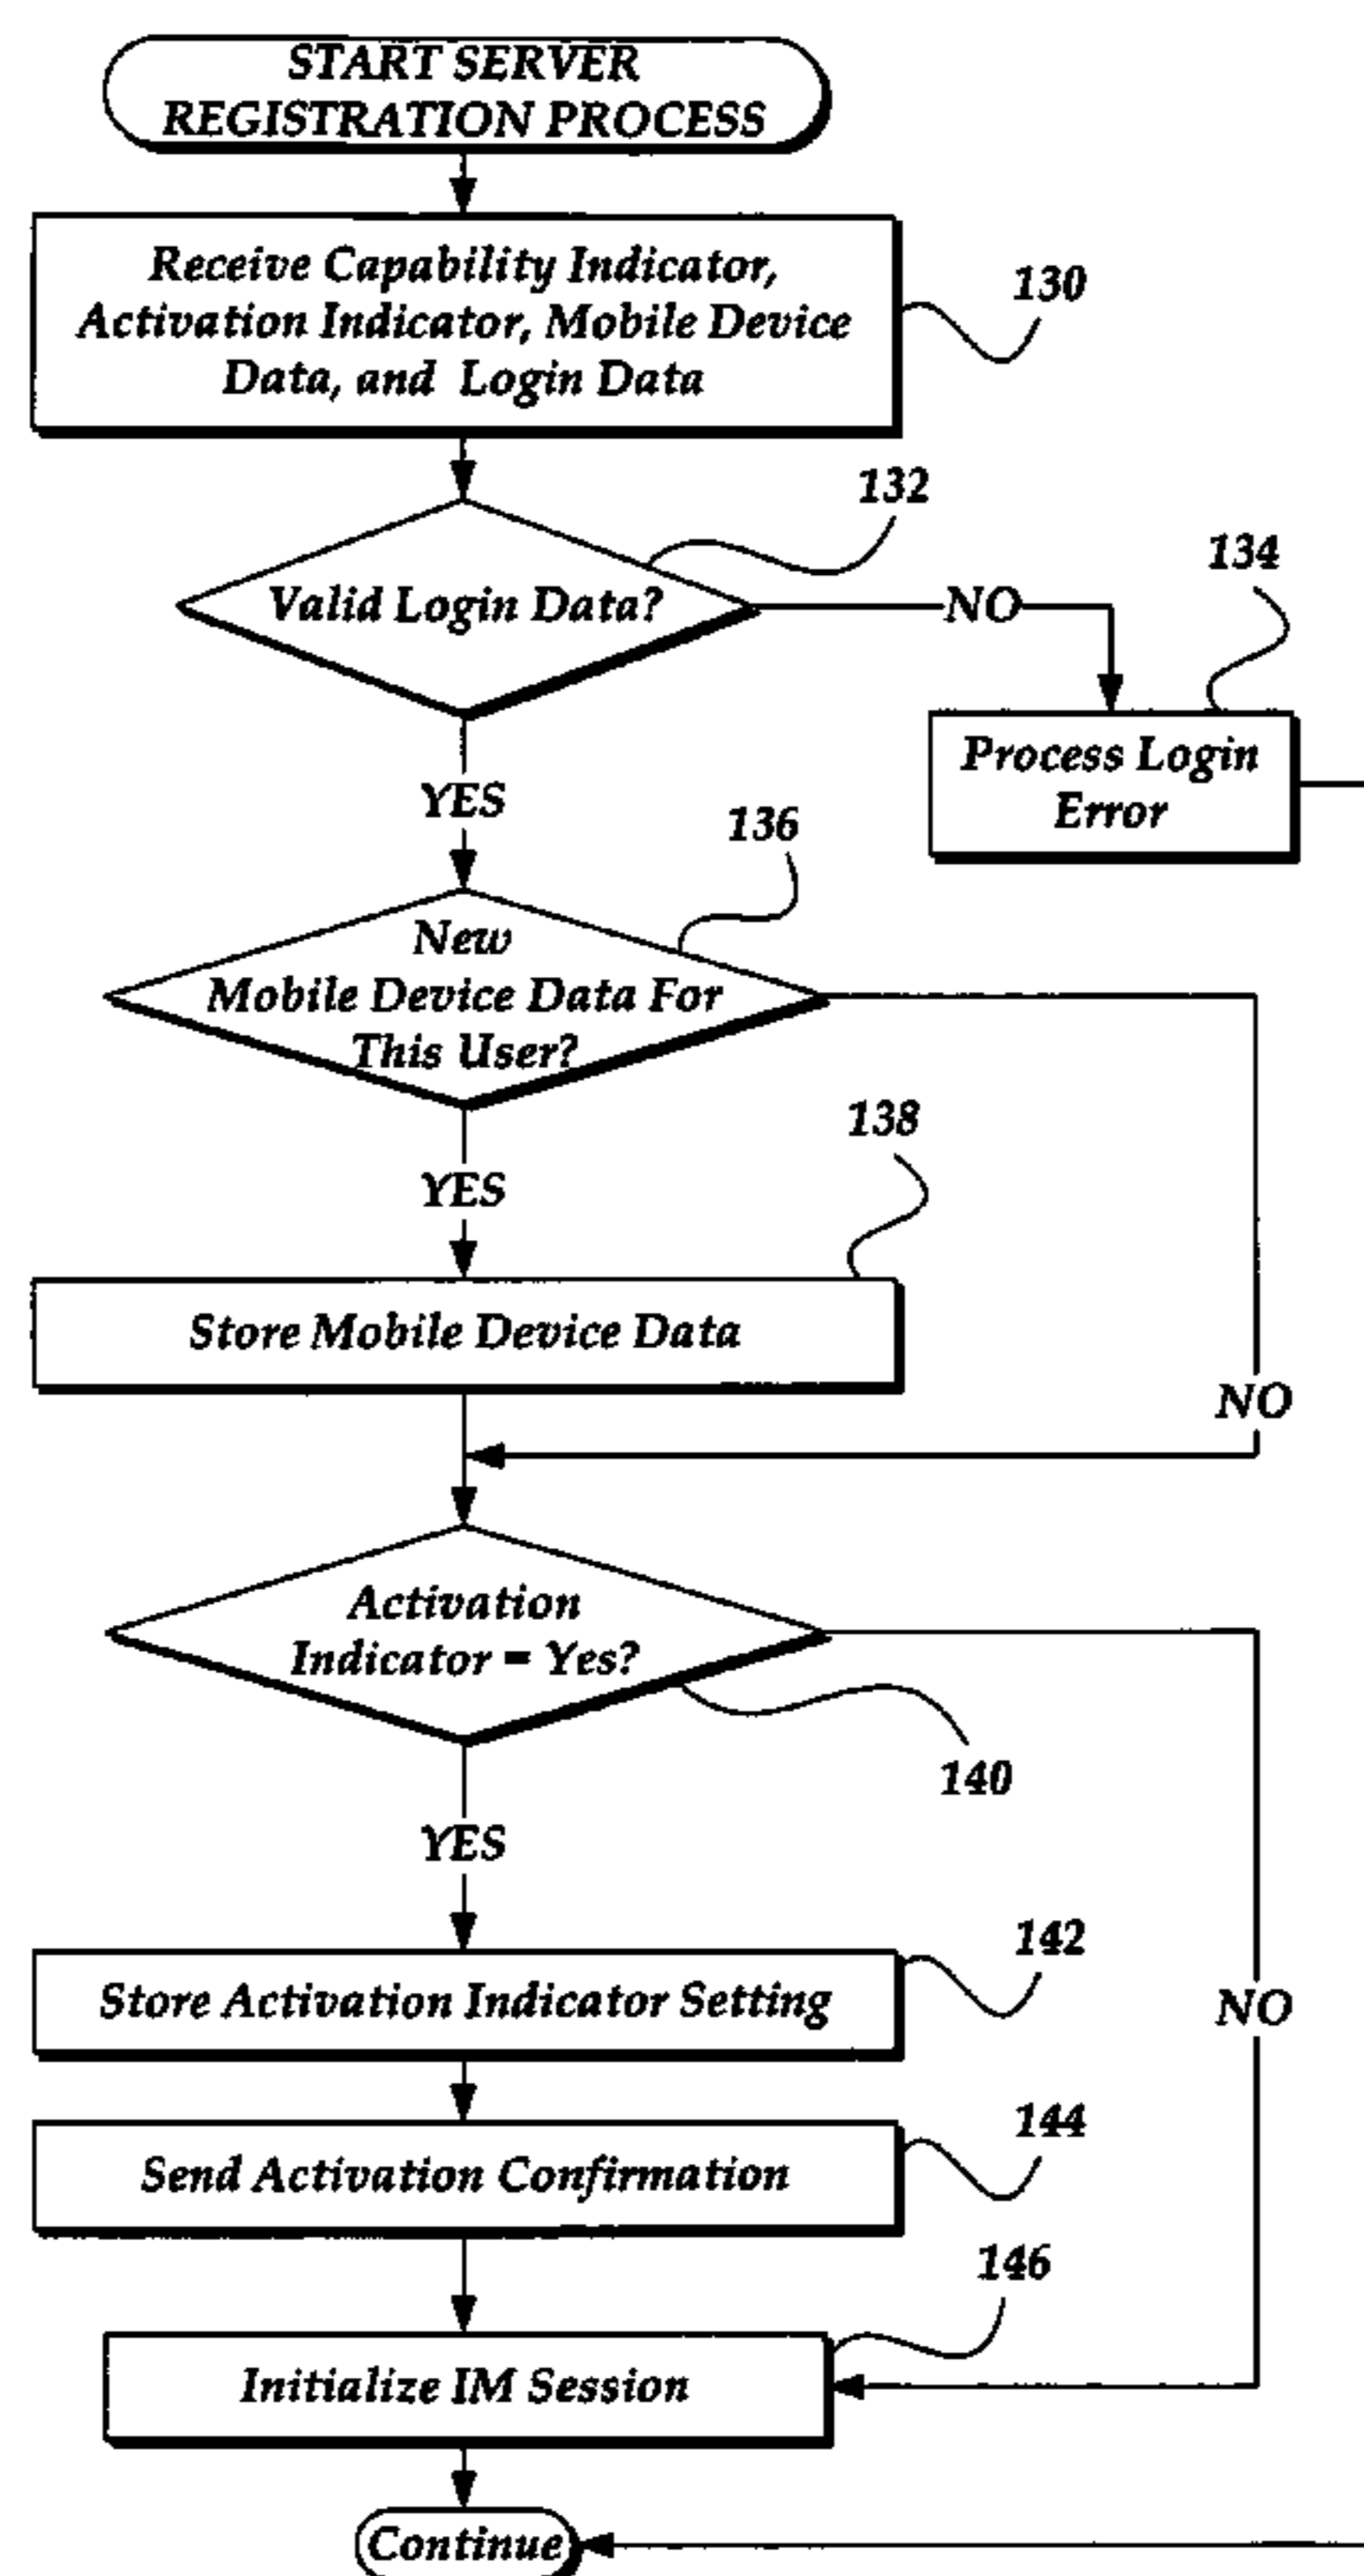 START SERVER
REGISTRATION PROCESS
Receive Capability Indicator,
Activation Indicator, Mobile Device
Data, and Login Data
130
132
Valid Login Data?
NO
134
Process Login
Error
YES
136
New
Mobile Device Data For
This User?
YES
138
Store Mobile Device Data
NO
Activation
Indicator = Yes?
140
YES
142
Store Activation Indicator Setting
NO
144
Send Activation Confirmation
146
Initialize IM Session
Continue